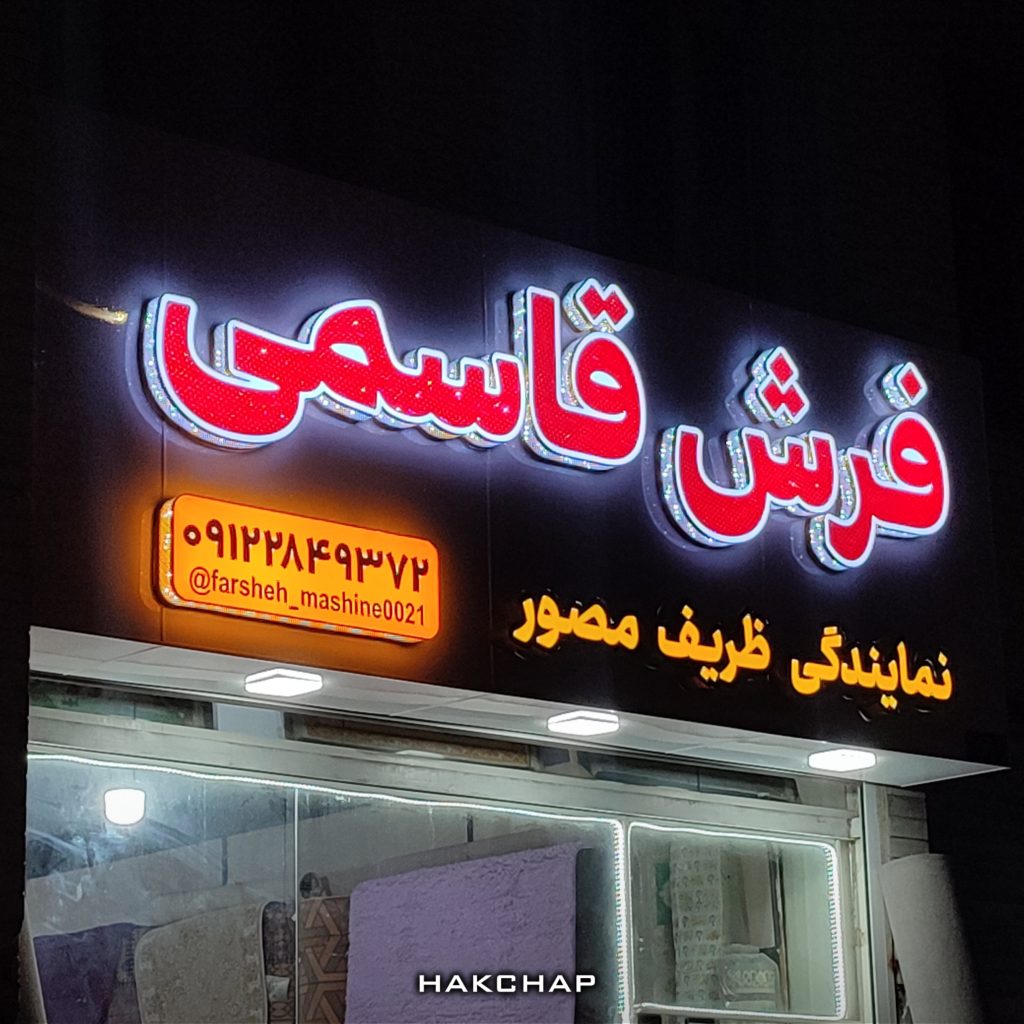 فرش قاسمی
نمایندگی ظریف مصور
۰۹۱۲۲۸۴۹۳۷۲
@farsheh_mashine0021
HAKCHAP